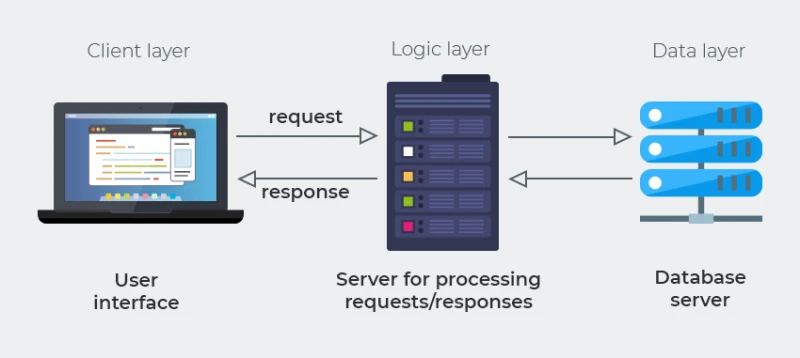 Client layer
Logic layer
Data layer
request
response
User
interface
Server for processing
requests/responses
Database
server